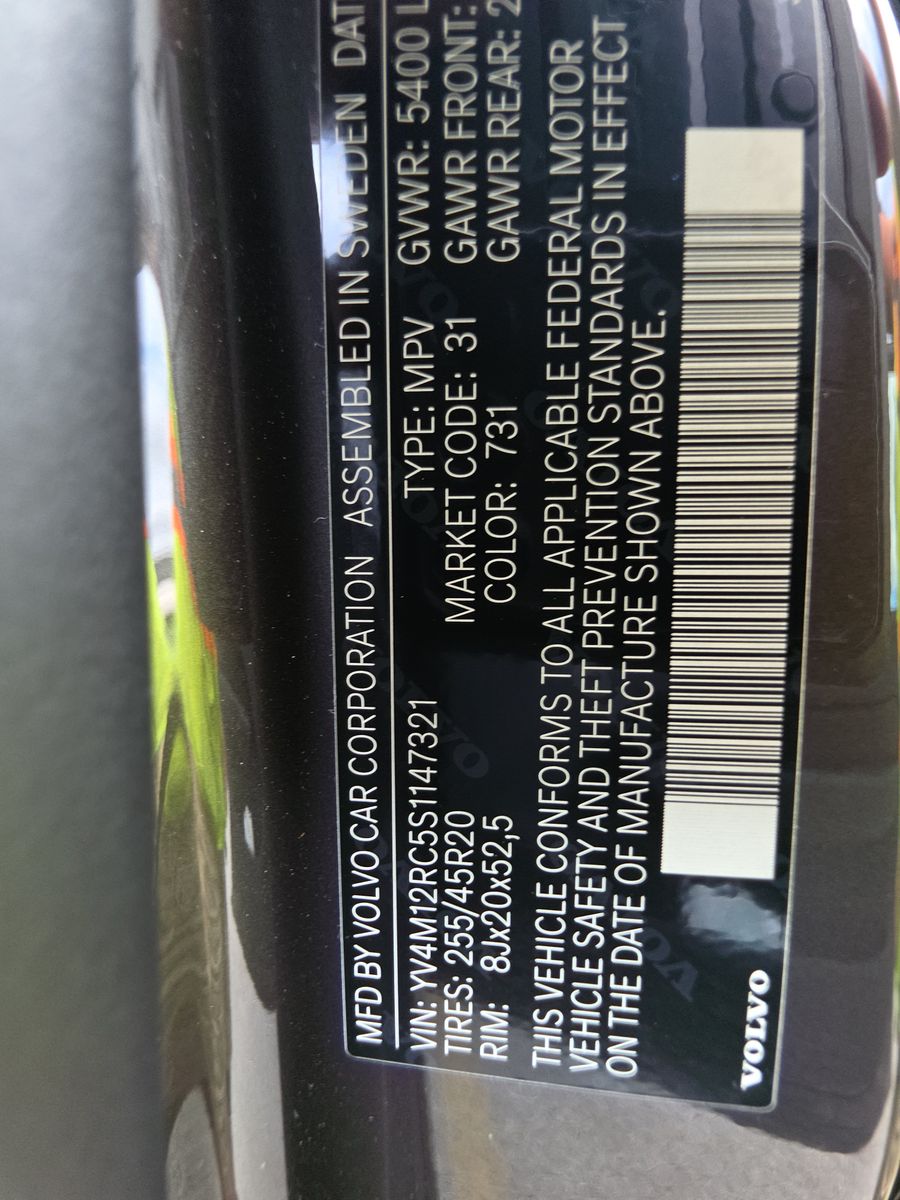 MFD BY VOLVO CAR CORPORATION ASSEMBLED IN SWEDEN DAT
VIN: YV4M12RC5S1147321 TYPE: MPV GVWR: 5400 L
TIRES: 255/45R20 MARKET CODE: 31 GAWR FRONT:
RIM: 8Jx20x52,5 COLOR: 731 GAWR REAR: 2
THIS VEHICLE CONFORMS TO ALL APPLICABLE FEDERAL MOTOR
VEHICLE SAFETY AND THEFT PREVENTION STANDARDS IN EFFECT
ON THE DATE OF MANUFACTURE SHOWN ABOVE.
VOLVO